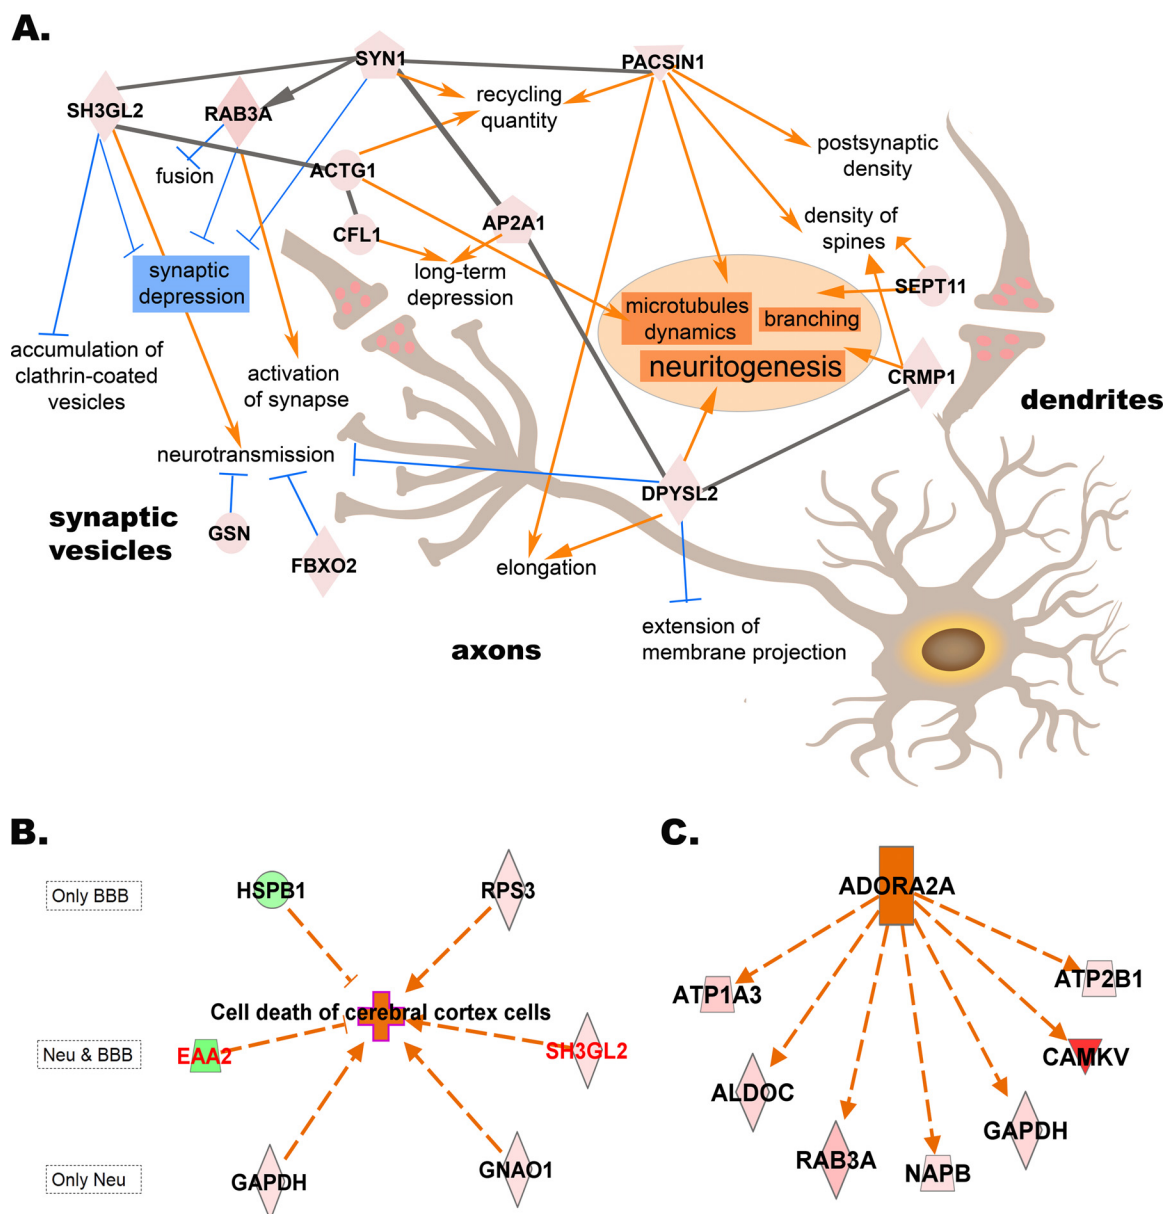 A.
SYN1
PACSIN1
SH3GL2
RAB3A
recycling
quantity
postsynaptic
density
fusion
ACTG1
AP2A1
density of
spines
CFL1
synaptic
depression
long-term
depression
SEPT11
microtubules
dynamics
branching
neuritogenesis
accumulation of
clathrin-coated
vesicles
activation
of synapse
CRMP1
dendrites
neurotransmission
DPYSL2
synaptic
vesicles
GSN
FBXO2
elongation
extension of
membrane projection
axons
B.
Only BBB
HSPB1
RPS3
Cell death of cerebral cortex cells
Neu & BBB
EAA2
SH3GL2
Only Neu
GAPDH
GNAO1
C.
ADORA2A
ATP1A3
ATP2B1
CAMKV
ALDOC
GAPDH
RAB3A
NAPB